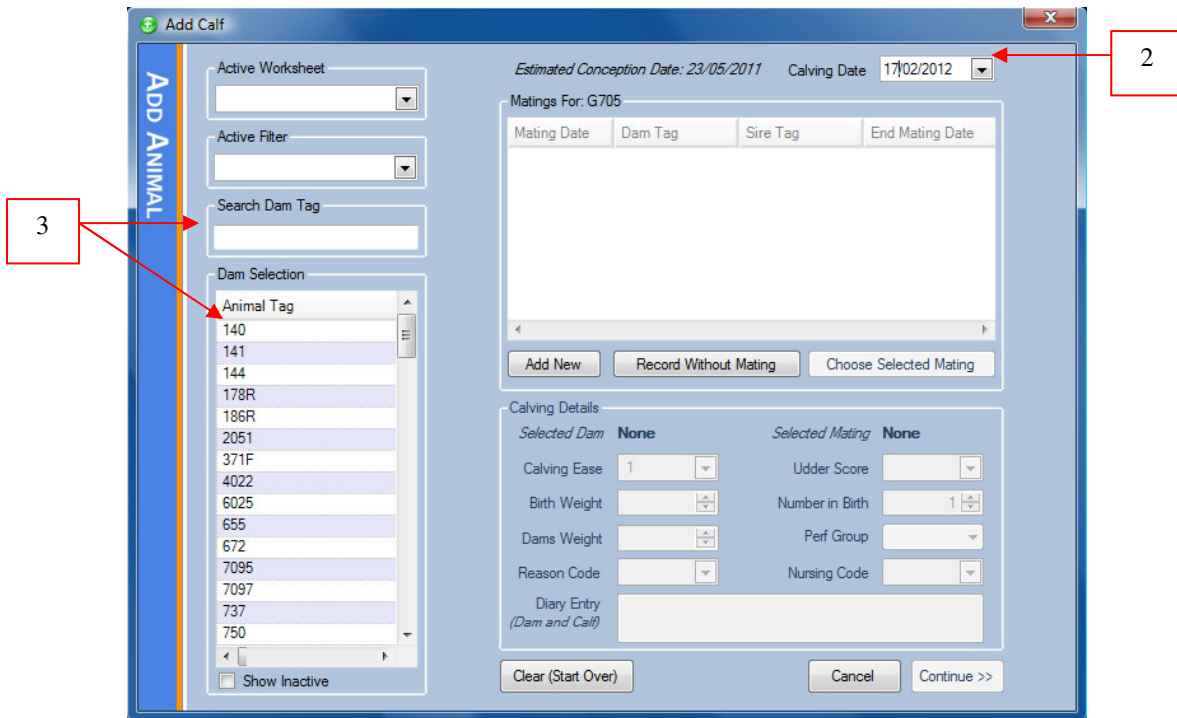 Add Calf
2
3
ADD ANIMAL
Active Worksheet
Active Filter
Search Dam Tag
Dam Selection
Animal Tag
140
141
144
178R
186R
2051
371F
4022
6025
655
672
7095
7097
737
750
Show Inactive
Estimated Conception Date: 23/05/2011 Calving Date 17/02/2012
Matings For: G705
Mating Date Dam Tag Sire Tag End Mating Date
Add New Record Without Mating Choose Selected Mating
Calving Details
Selected Dam None Selected Mating None
Calving Ease 1 Udder Score
Birth Weight Number in Birth 1
Dams Weight Perf Group
Reason Code Nursing Code
Diary Entry
(Dam and Calf)
Clear (Start Over) Cancel Continue >>